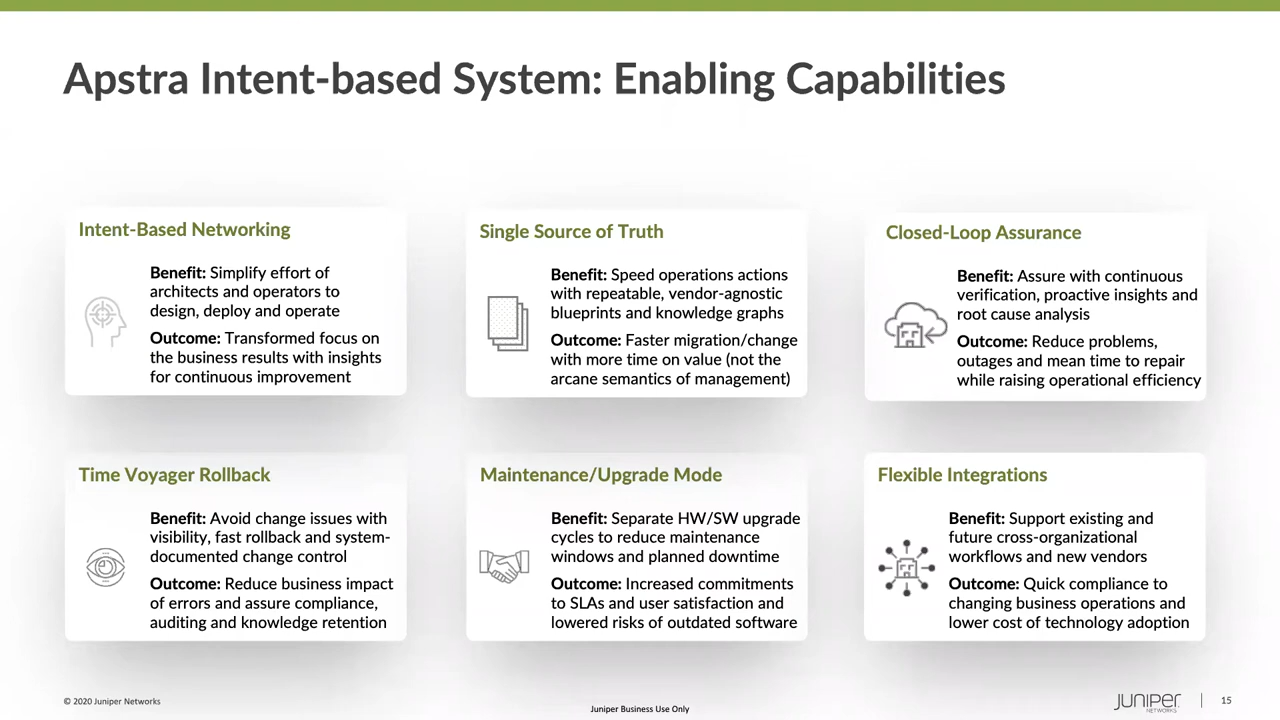 Apstra Intent-based System: Enabling Capabilities
Intent-Based Networking
Benefit: Simplify effort of
architects and operators to
design, deploy and operate
Outcome: Transformed focus on
the business results with insights
for continuous improvement
Single Source of Truth
Benefit: Speed operations actions
with repeatable, vendor-agnostic
blueprints and knowledge graphs
Outcome: Faster migration/change
with more time on value (not the
arcane semantics of management)
Closed-Loop Assurance
Benefit: Assure with continuous
verification, proactive insights and
root cause analysis
Outcome: Reduce problems,
outages and mean time to repair
while raising operational efficiency
Time Voyager Rollback
Benefit: Avoid change issues with
visibility, fast rollback and system-
documented change control
Outcome: Reduce business impact
of errors and assure compliance,
auditing and knowledge retention
Maintenance/Upgrade Mode
Benefit: Separate HW/SW upgrade
cycles to reduce maintenance
windows and planned downtime
Outcome: Increased commitments
to SLAs and user satisfaction and
lowered risks of outdated software
Flexible Integrations
Benefit: Support existing and
future cross-organizational
workflows and new vendors
Outcome: Quick compliance to
changing business operations and
lower cost of technology adoption
© 2020 Juniper Networks
Juniper Business Use Only
JUNIPER
NETWORKS
15